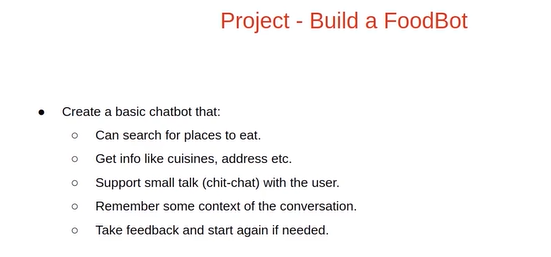 Project - Build a FoodBot
● Create a basic chatbot that:
○ Can search for places to eat.
○ Get info like cuisines, address etc.
○ Support small talk (chit-chat) with the user.
○ Remember some context of the conversation.
○ Take feedback and start again if needed.